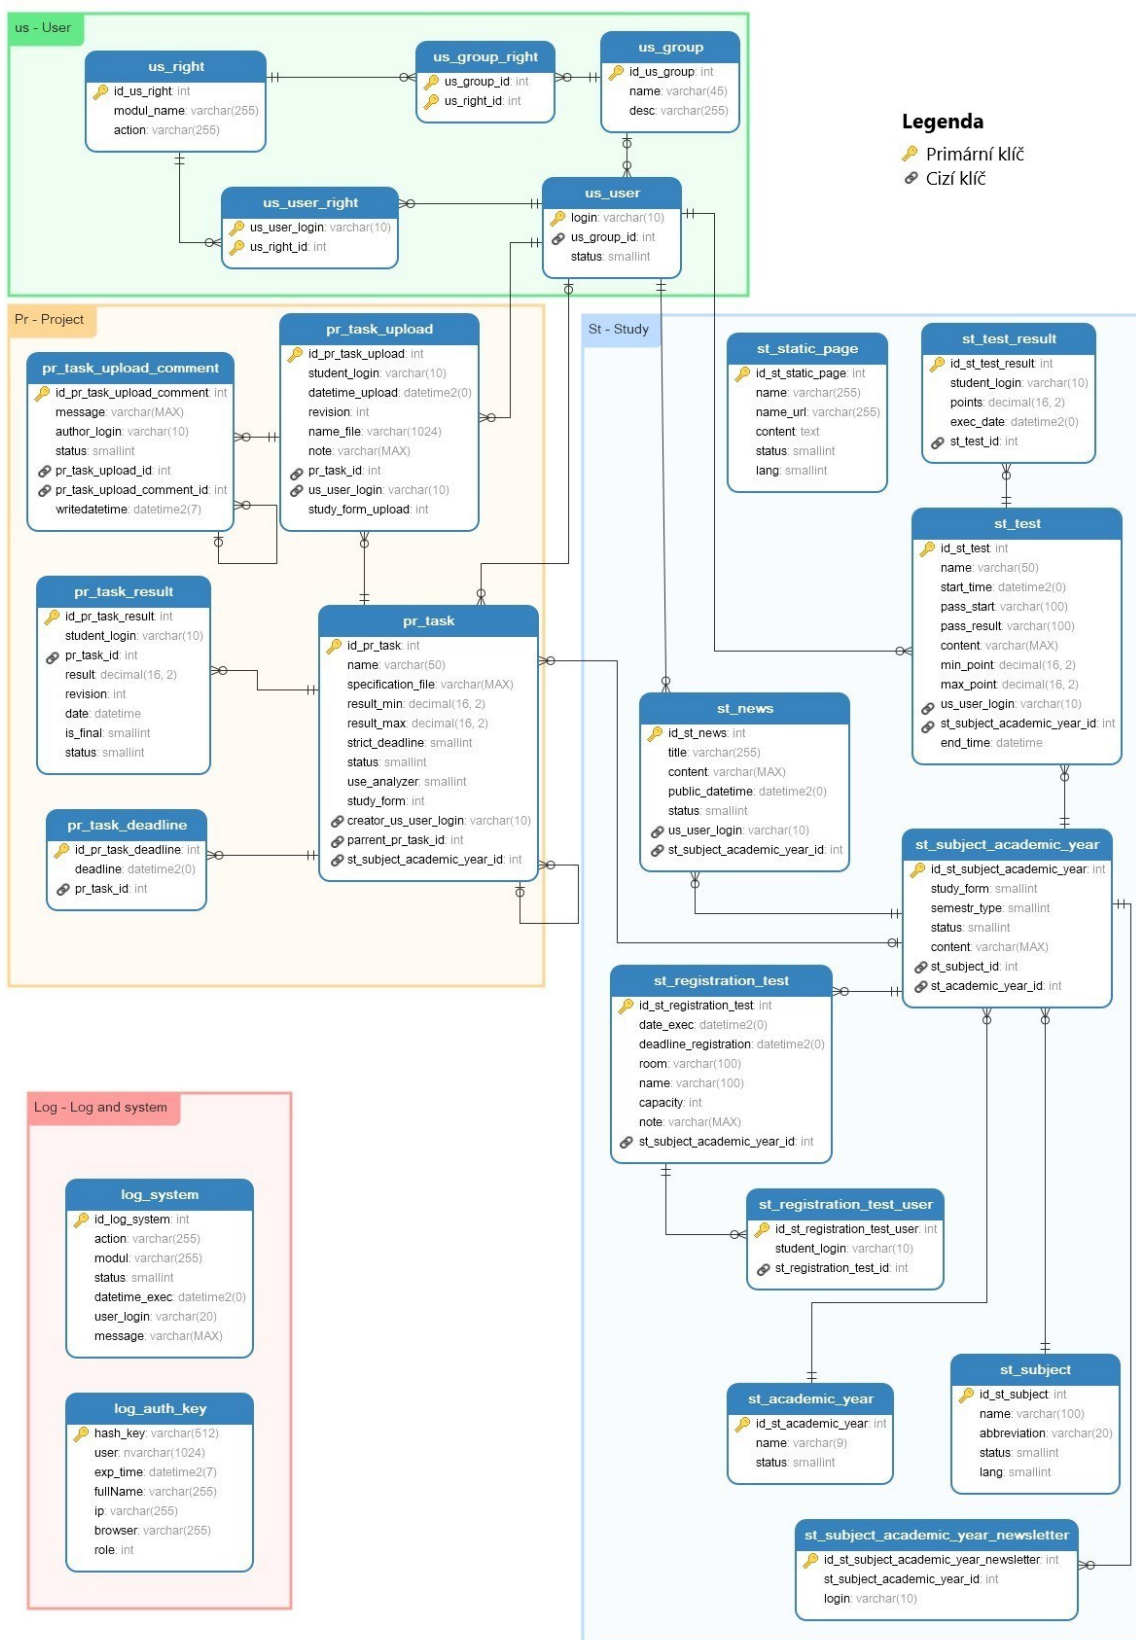 us - User
us_right
id_us_right: int
modul_name: varchar(255)
action: varchar(255)
us_group_right
us_group_id: int
us_right_id: int
us_group
id_us_group: int
name: varchar(45)
desc: varchar(255)
us_user_right
us_user_login: varchar(10)
us_right_id: int
us_user
login: varchar(10)
us_group_id: int
status: smallint
Legenda
Primární klíč
Cizí klíč
Pr - Project
pr_task_upload_comment
id_pr_task_upload_comment: int
message: varchar(MAX)
author_login: varchar(10)
status: smallint
pr_task_upload_id: int
pr_task_upload_comment_id: int
writedatetime: datetime2(7)
pr_task_upload
id_pr_task_upload: int
student_login: varchar(10)
datetime_upload: datetime2(0)
revision: int
name_file: varchar(1024)
note: varchar(MAX)
pr_task_id: int
us_user_login: varchar(10)
study_form_upload: int
pr_task_result
id_pr_task_result: int
student_login: varchar(10)
pr_task_id: int
result: decimal(16, 2)
revision: int
date: datetime
is_final: smallint
status: smallint
pr_task
id_pr_task: int
name: varchar(50)
specification_file: varchar(MAX)
result_min: decimal(16, 2)
result_max: decimal(16, 2)
strict_deadline: smallint
status: smallint
use_analyzer: smallint
study_form: int
creator_us_user_login: varchar(10)
parrent_pr_task_id: int
st_subject_academic_year_id: int
pr_task_deadline
id_pr_task_deadline: int
deadline: datetime2(0)
pr_task_id: int
St - Study
st_static_page
id_st_static_page: int
name: varchar(255)
name_url: varchar(255)
content: text
status: smallint
lang: smallint
st_test_result
id_st_test_result: int
student_login: varchar(10)
points: decimal(16, 2)
exec_date: datetime2(0)
st_test_id: int
st_test
id_st_test: int
name: varchar(50)
start_time: datetime2(0)
pass_start: varchar(100)
pass_result: varchar(100)
content: varchar(MAX)
min_point: decimal(16, 2)
max_point: decimal(16, 2)
us_user_login: varchar(10)
st_subject_academic_year_id: int
end_time: datetime
st_news
id_st_news: int
title: varchar(255)
content: varchar(MAX)
public_datetime: datetime2(0)
status: smallint
us_user_login: varchar(10)
st_subject_academic_year_id: int
st_subject_academic_year
id_st_subject_academic_year: int
study_form: smallint
semestr_type: smallint
status: smallint
content: varchar(MAX)
st_subject_id: int
st_academic_year_id: int
st_registration_test
id_st_registration_test: int
date_exec: datetime2(0)
deadline_registration: datetime2(0)
room: varchar(100)
name: varchar(100)
capacity: int
note: varchar(MAX)
st_subject_academic_year_id: int
st_registration_test_user
id_st_registration_test_user: int
student_login: varchar(10)
st_registration_test_id: int
st_academic_year
id_st_academic_year: int
name: varchar(9)
status: smallint
st_subject
id_st_subject: int
name: varchar(100)
abbreviation: varchar(20)
status: smallint
lang: smallint
st_subject_academic_year_newsletter
id_st_subject_academic_year_newsletter: int
st_subject_academic_year_id: int
login: varchar(10)
Log - Log and system
log_system
id_log_system: int
action: varchar(255)
modul: varchar(255)
status: smallint
datetime_exec: datetime2(0)
user_login: varchar(20)
message: varchar(MAX)
log_auth_key
hash_key: varchar(512)
user: nvarchar(1024)
exp_time: datetime2(7)
fullName: varchar(255)
ip: varchar(255)
browser: varchar(255)
role: int